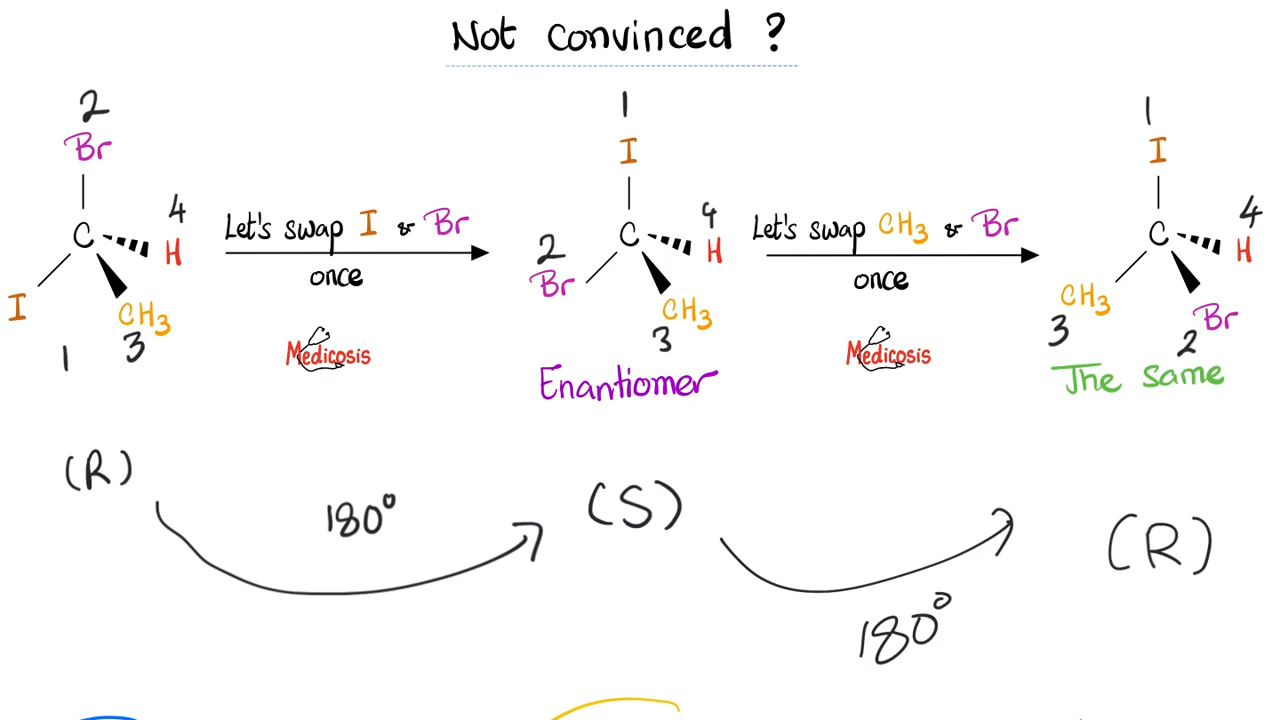 Not Convinced ?
2
Br
C
4
H
I
CH3
1
3
Let's swap I & Br
once
Medicosis
1
I
C
4
H
2
Br
CH3
3
Enantiomer
Let's swap CH3 & Br
once
Medicosis
1
I
C
4
H
CH3
3
Br
2
The same
(R)
180°
(S)
180°
(R)